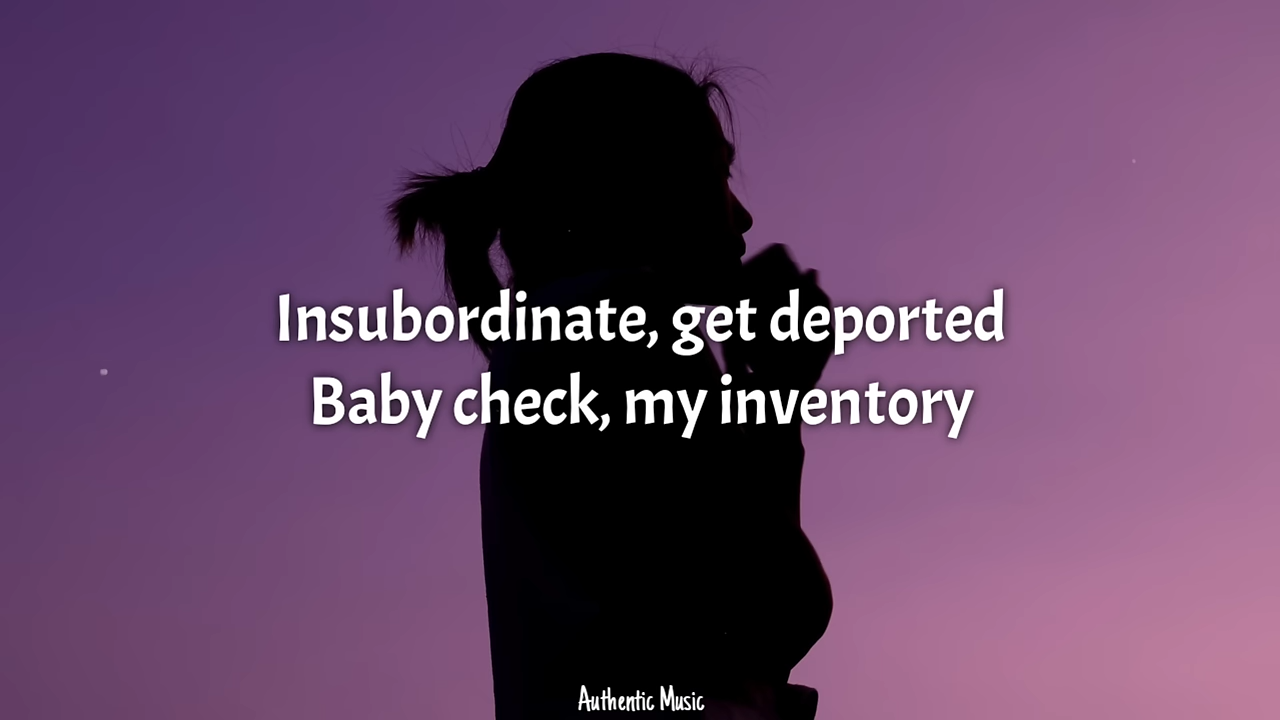 Insubordinate, get deported
Baby check, my inventory
Authentic Music